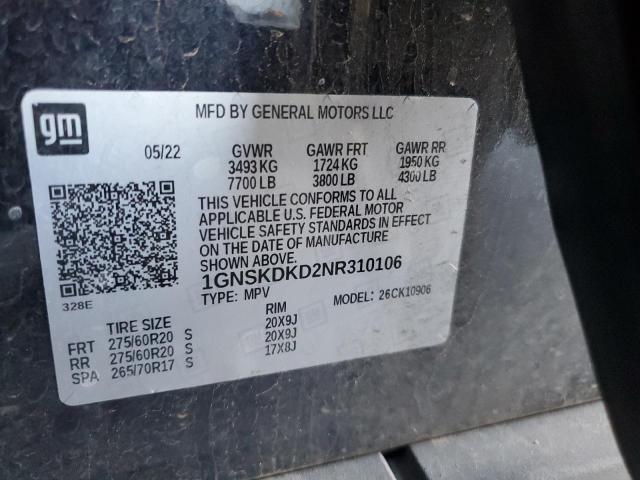 gm
MFD BY GENERAL MOTORS LLC
05/22 GVWR GAWR FRT GAWR RR
3493 KG 1724 KG 1950 KG
7700 LB 3800 LB 4300 LB
THIS VEHICLE CONFORMS TO ALL
APPLICABLE U.S. FEDERAL MOTOR
VEHICLE SAFETY STANDARDS IN EFFECT
ON THE DATE OF MANUFACTURE
SHOWN ABOVE.
1GNSKDKD2NR310106
328E TYPE: MPV MODEL: 26CK10906
TIRE SIZE RIM
FRT 275/60R20 S 20X9J
RR 275/60R20 S 20X9J
SPA 265/70R17 S 17X8J